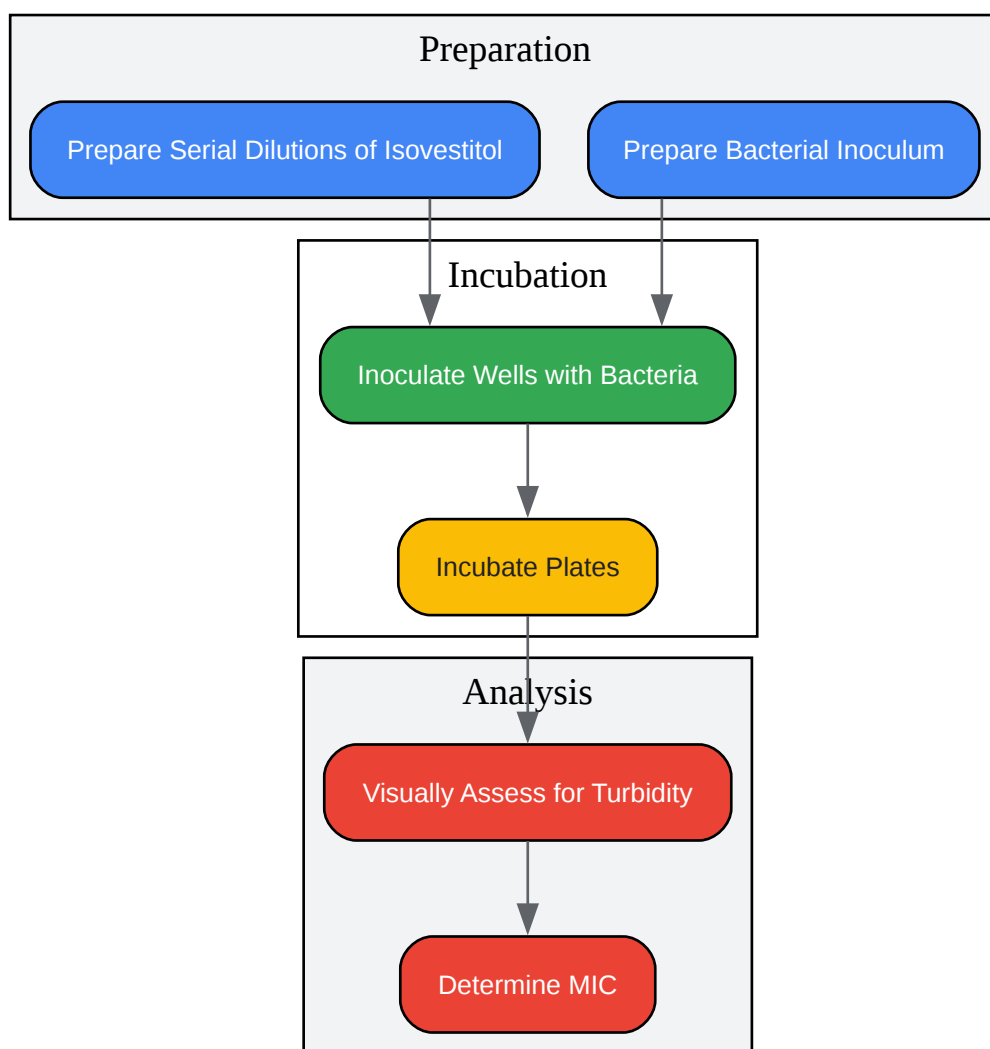 Preparation
Prepare Serial Dilutions of Isovestitol
Prepare Bacterial Inoculum
Incubation
Inoculate Wells with Bacteria
Incubate Plates
Analysis
Visually Assess for Turbidity
Determine MIC